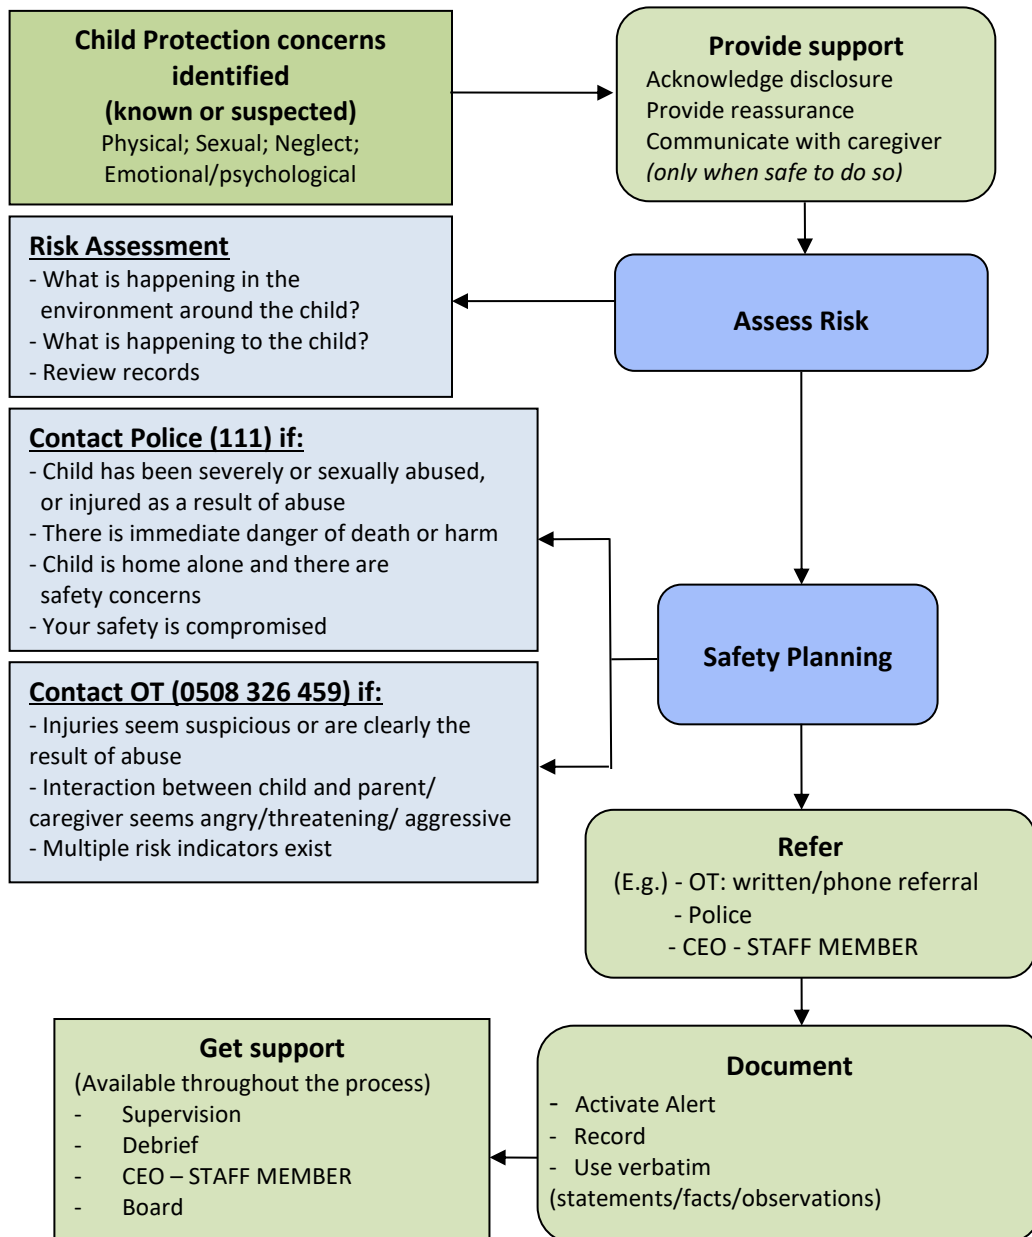 Child Protection concerns
identified
(known or suspected)
Physical; Sexual; Neglect;
Emotional/psychological
Provide support
Acknowledge disclosure
Provide reassurance
Communicate with caregiver
(only when safe to do so)
Risk Assessment
- What is happening in the
environment around the child?
- What is happening to the child?
- Review records
Assess Risk
Contact Police (111) if:
- Child has been severely or sexually abused,
or injured as a result of abuse
- There is immediate danger of death or harm
- Child is home alone and there are
safety concerns
- Your safety is compromised
Safety Planning
Contact OT (0508 326 459) if:
- Injuries seem suspicious or are clearly the
result of abuse
- Interaction between child and parent/
caregiver seems angry/threatening/ aggressive
- Multiple risk indicators exist
Refer
(E.g.) - OT: written/phone referral
- Police
- CEO - STAFF MEMBER
Document
- Activate Alert
- Record
- Use verbatim
(statements/facts/observations)
Get support
(Available throughout the process)
- Supervision
- Debrief
- CEO – STAFF MEMBER
- Board